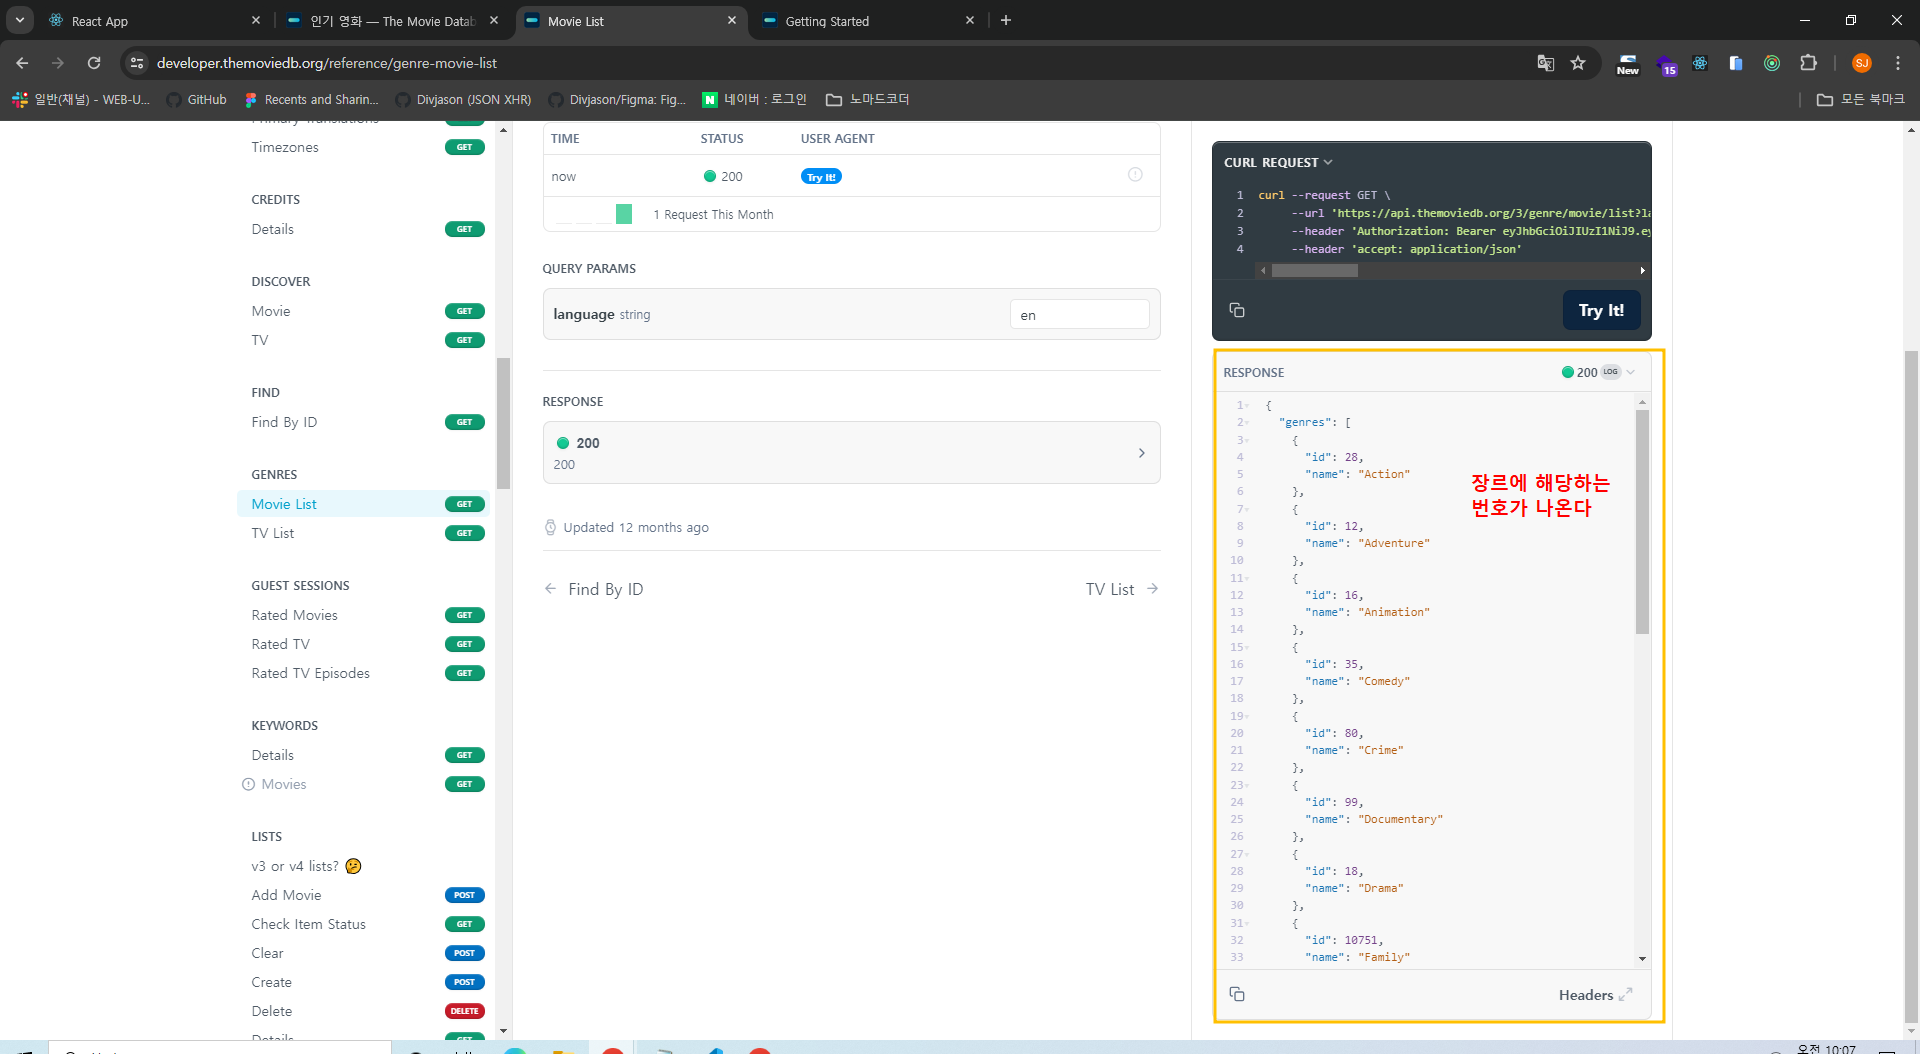 React App
인기 영화 — The Movie Datab
Movie List
Getting Started
developer.themoviedb.org/reference/genre-movie-list
New
15
SJ
일반(채널) - WEB-U...
GitHub
Recents and Sharin...
Divjason (JSON XHR)
Divjason/Figma: Fig...
네이버 : 로그인
노마드코더
모든 북마크
Primary Translations
Timezones GET
CREDITS
Details GET
DISCOVER
Movie GET
TV GET
FIND
Find By ID GET
GENRES
Movie List GET
TV List GET
GUEST SESSIONS
Rated Movies GET
Rated TV GET
Rated TV Episodes GET
KEYWORDS
Details GET
Movies GET
LISTS
v3 or v4 lists? 🤔
Add Movie POST
Check Item Status GET
Clear POST
Create POST
Delete DELETE
Details GET
TIME STATUS USER AGENT
now 200 Try It!
1 Request This Month
QUERY PARAMS
language string en
RESPONSE
200
200
Updated 12 months ago
← Find By ID
TV List →
CURL REQUEST
1 curl --request GET \
2 --url 'https://api.themoviedb.org/3/genre/movie/list?la
3 --header 'Authorization: Bearer eyJhbGciOiJIUzI1NiJ9.ey
4 --header 'accept: application/json'
Try It!
RESPONSE 200 LOG
1 {
2 "genres": [
3 {
4 "id": 28,
5 "name": "Action"
6 },
7 {
8 "id": 12,
9 "name": "Adventure"
10 },
11 {
12 "id": 16,
13 "name": "Animation"
14 },
15 {
16 "id": 35,
17 "name": "Comedy"
18 },
19 {
20 "id": 80,
21 "name": "Crime"
22 },
23 {
24 "id": 99,
25 "name": "Documentary"
26 },
27 {
28 "id": 18,
29 "name": "Drama"
30 },
31 {
32 "id": 10751,
33 "name": "Family"
장르에 해당하는
번호가 나온다
Headers
오전 10:07